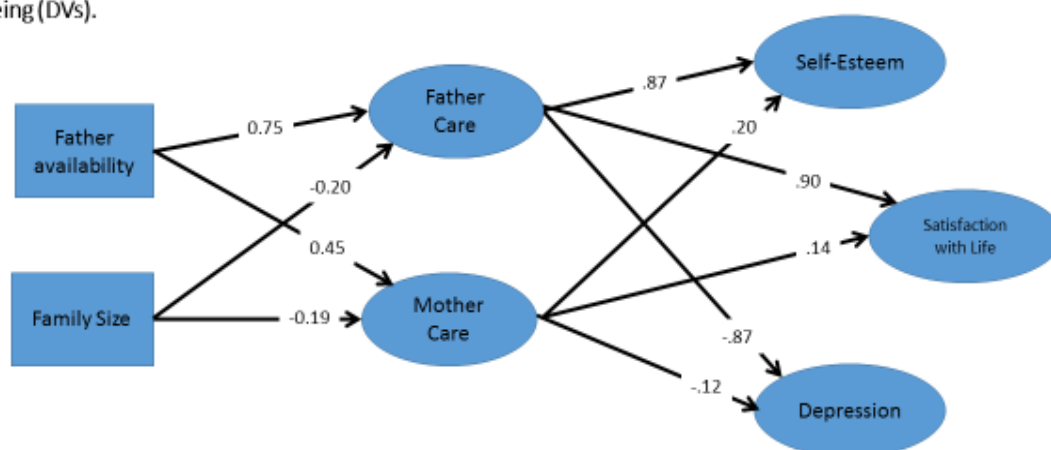 eing (DVs).
Father
availability
Family Size
0.75
-0.20
0.45
-0.19
Father
Care
Mother
Care
.87
.20
.90
.14
-.87
-.12
Self-Esteem
Satisfaction
with Life
Depression